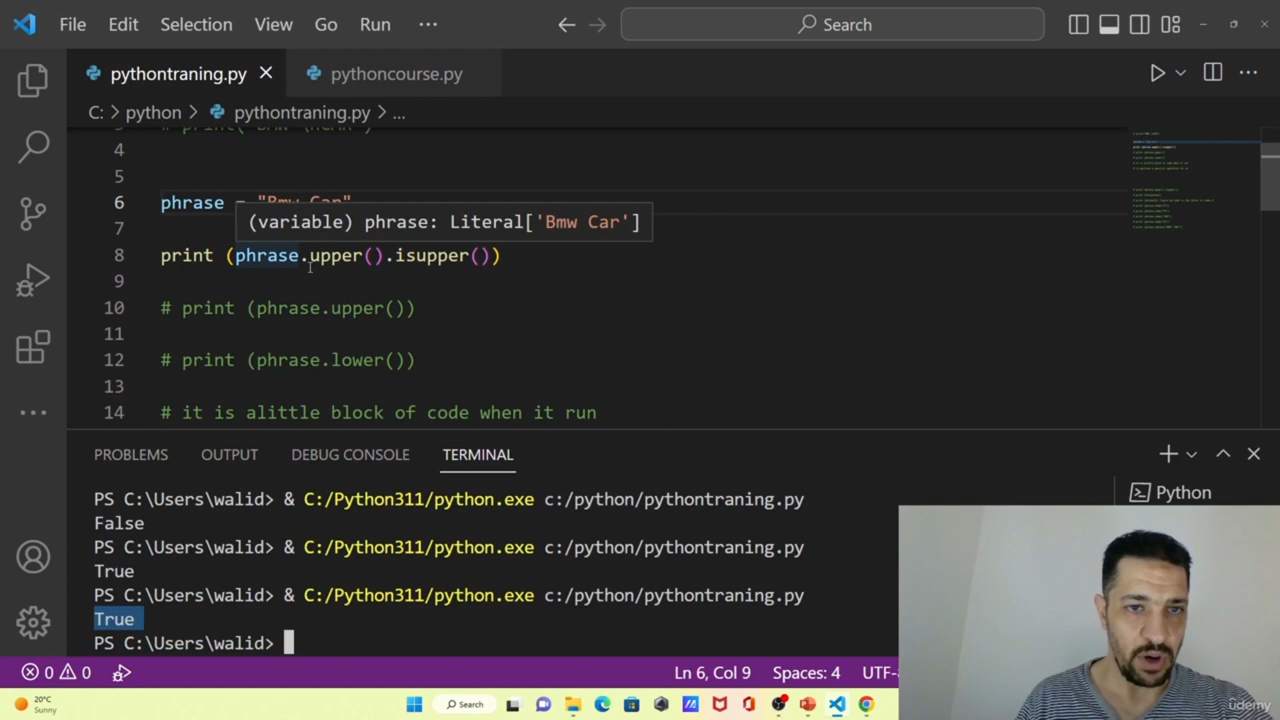 File Edit Selection View Go Run ··· Search
pythontraning.py pythoncourse.py
C: > python > pythontraning.py > ...
4
5
6 phrase = "Bmw Car"
(variable) phrase: Literal['Bmw Car']
7
8 print (phrase.upper().isupper())
9
10 # print (phrase.upper())
11
12 # print (phrase.lower())
13
14 # it is alittle block of code when it run
PROBLEMS OUTPUT DEBUG CONSOLE TERMINAL
Python
PS C:\Users\walid> & C:/Python311/python.exe c:/python/pythontraning.py
False
PS C:\Users\walid> & C:/Python311/python.exe c:/python/pythontraning.py
True
PS C:\Users\walid> & C:/Python311/python.exe c:/python/pythontraning.py
True
PS C:\Users\walid>
0 0 Ln 6, Col 9 Spaces: 4 UTF-
20°C
Sunny
Search
udemy